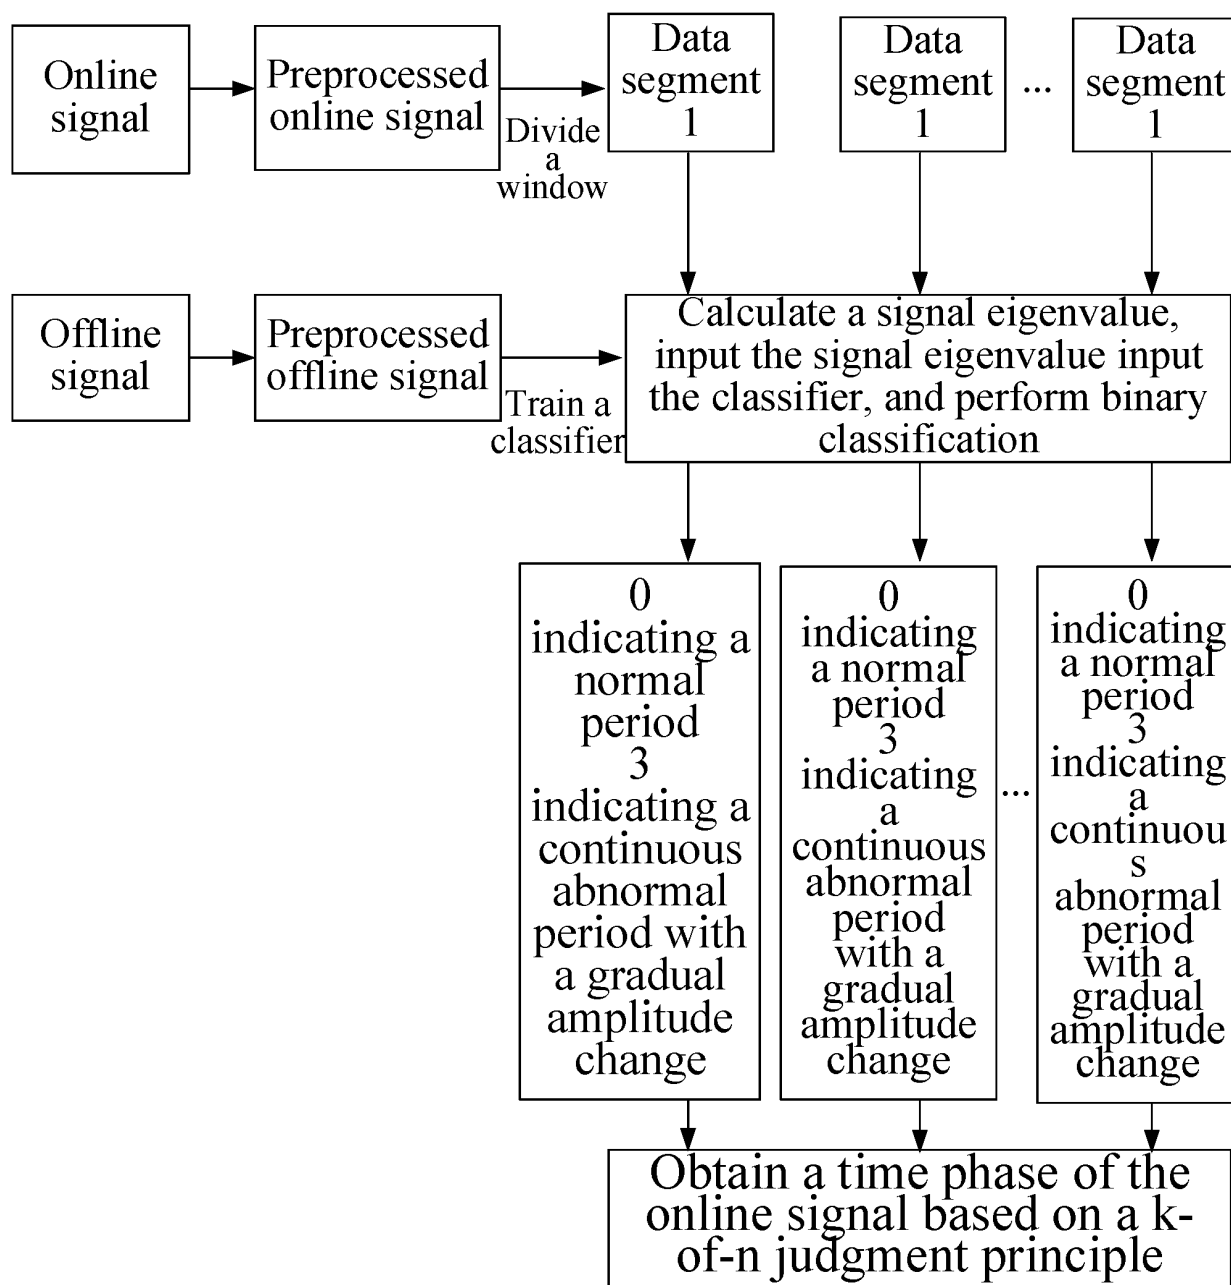 Online
signal
Preprocessed
online signal
Divide
a
window
Data
segment
1
Data
segment
1
...
Data
segment
1
Offline
signal
Preprocessed
offline signal
Train a
classifier
Calculate a signal eigenvalue,
input the signal eigenvalue input
the classifier, and perform binary
classification
0
indicating a
normal
period
3
indicating a
continuous
abnormal
period with
a gradual
amplitude
change
0
indicating
a normal
period
3
indicating
a
continuous
abnormal
period
with a
gradual
amplitude
change
...
0
indicating
a normal
period
3
indicating
a
continuou
s
abnormal
period
with a
gradual
amplitude
change
Obtain a time phase of the
online signal based on a k-
of-n judgment principle